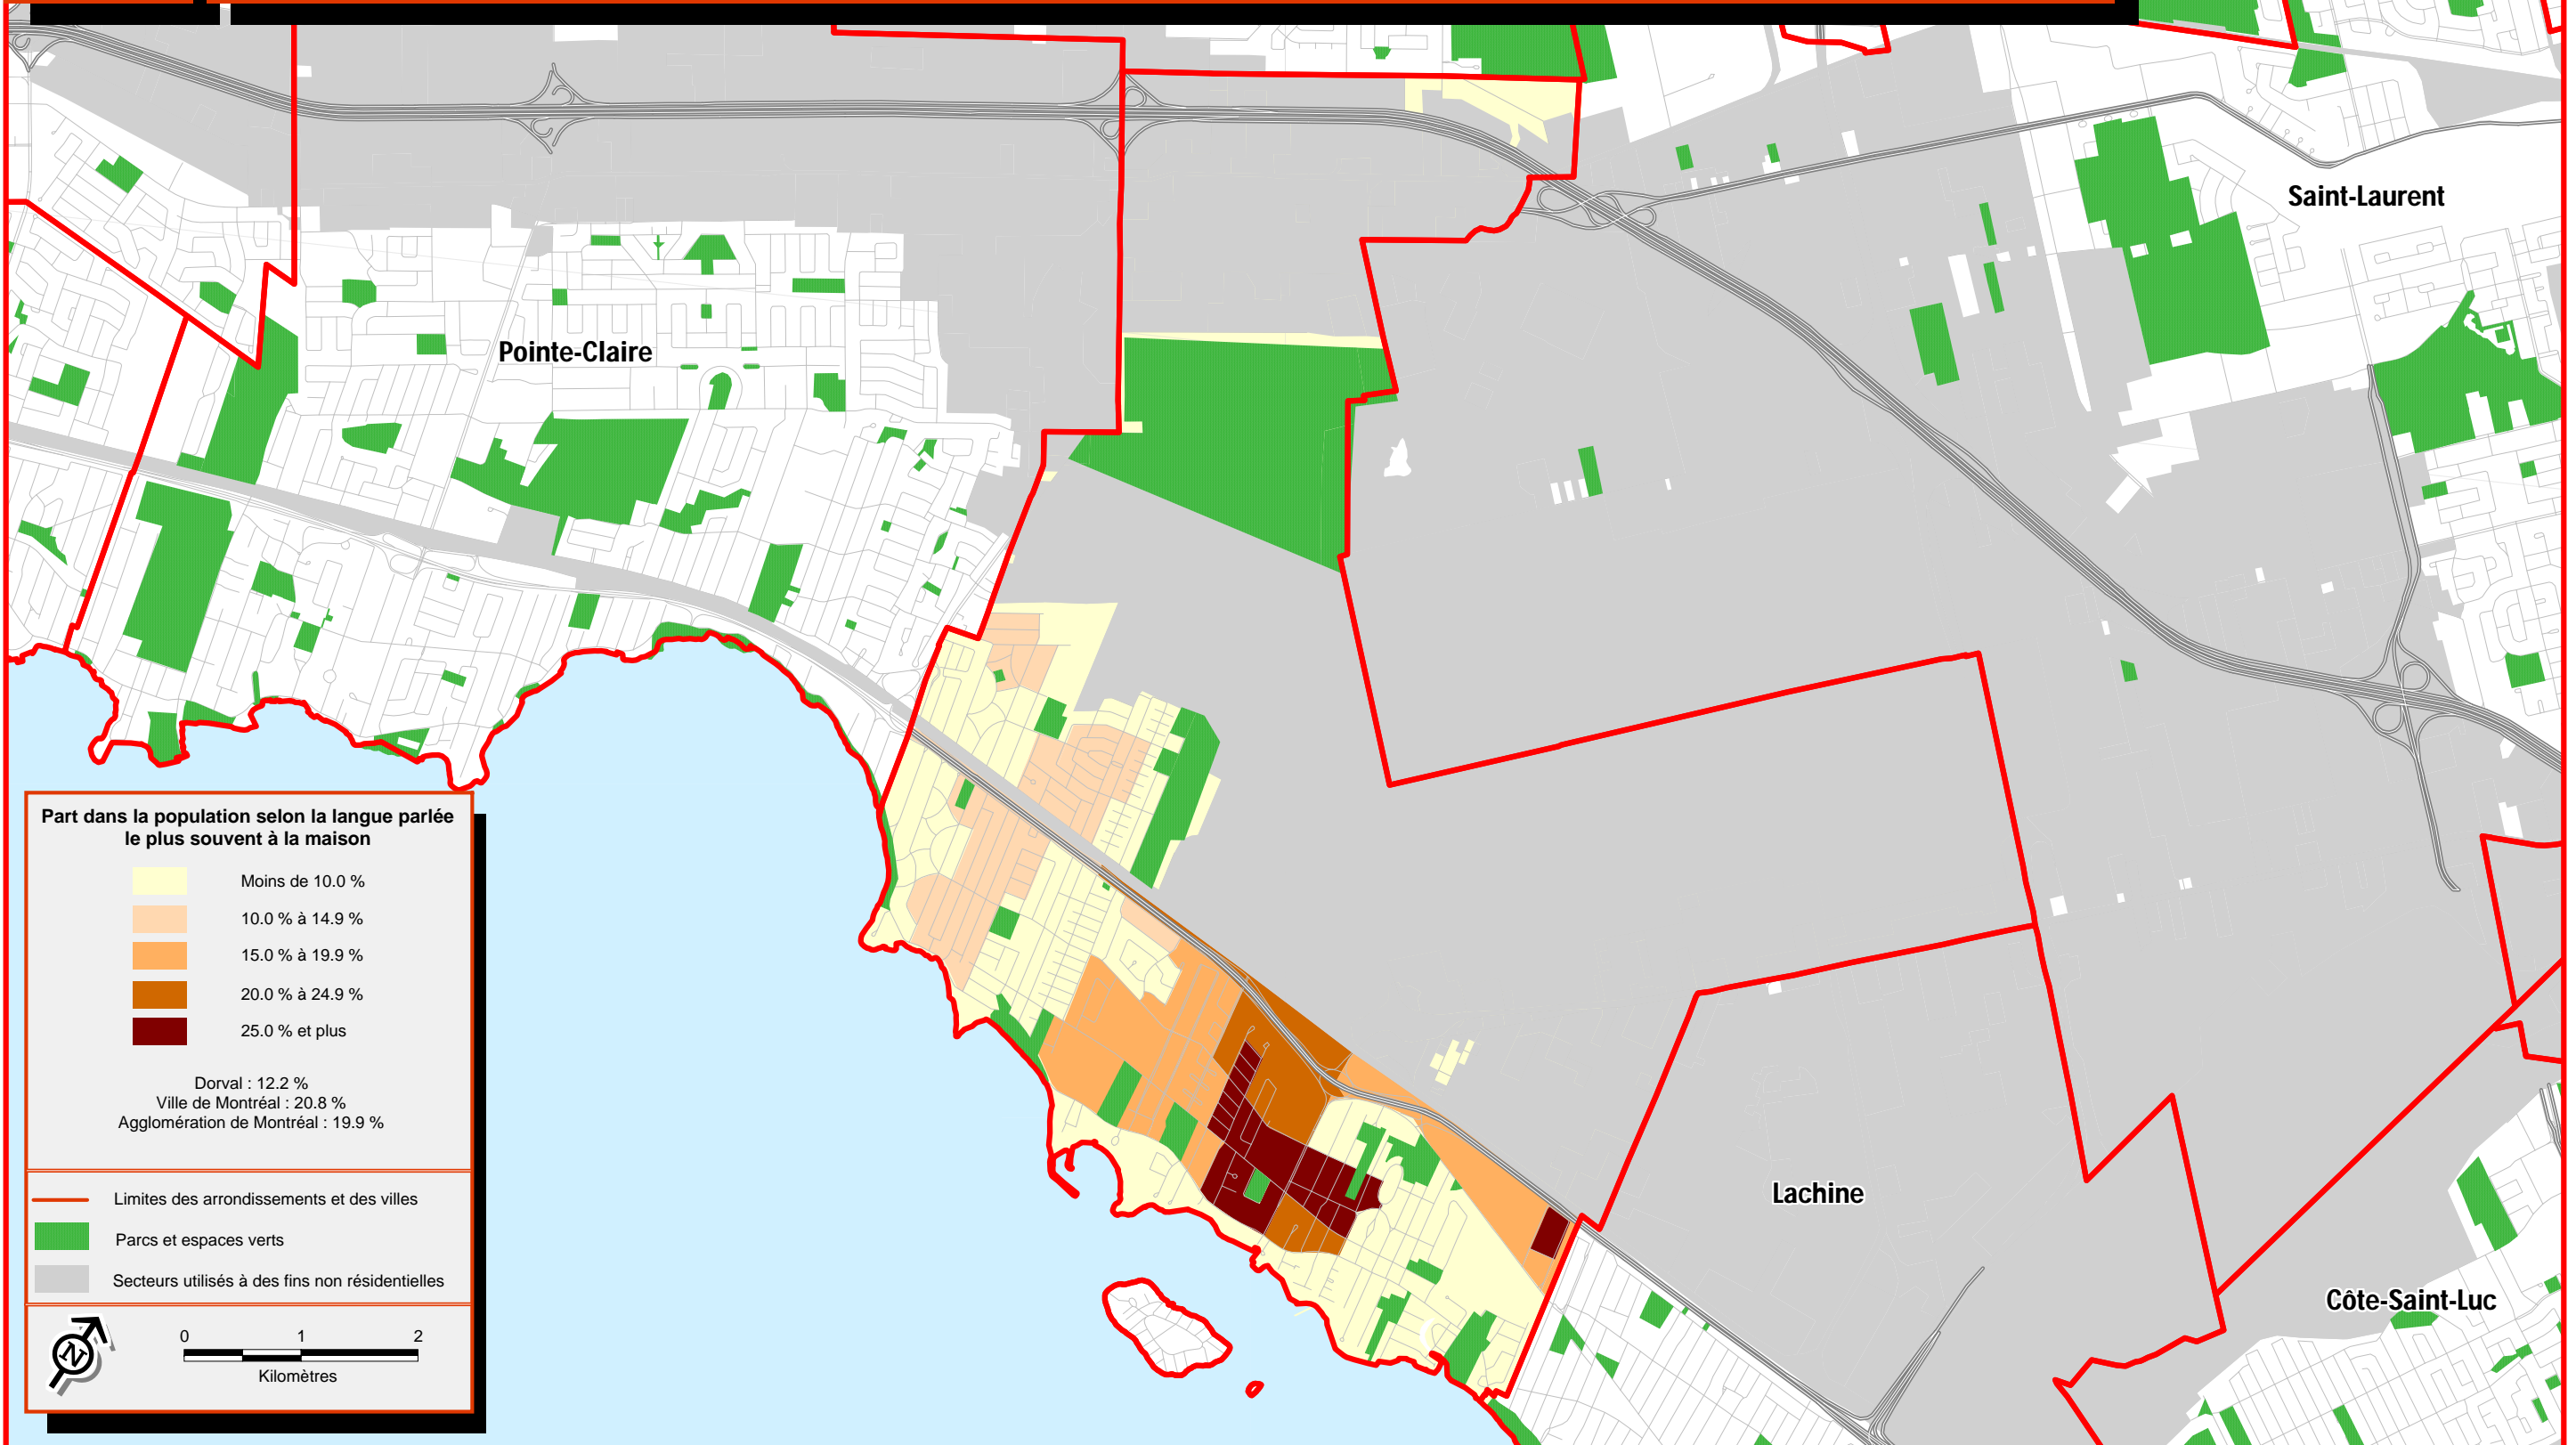 Saint-Laurent
Pointe-Claire
Part dans la population selon la langue parlée
le plus souvent à la maison
Moins de 10.0 %
10.0 % à 14.9 %
15.0 % à 19.9 %
20.0 % à 24.9 %
25.0 % et plus
Dorval : 12.2 %
Ville de Montréal : 20.8 %
Agglomération de Montréal : 19.9 %
Limites des arrondissements et des villes
Parcs et espaces verts
Secteurs utilisés à des fins non résidentielles
N
0 1 2
Kilomètres
Lachine
Côte-Saint-Luc